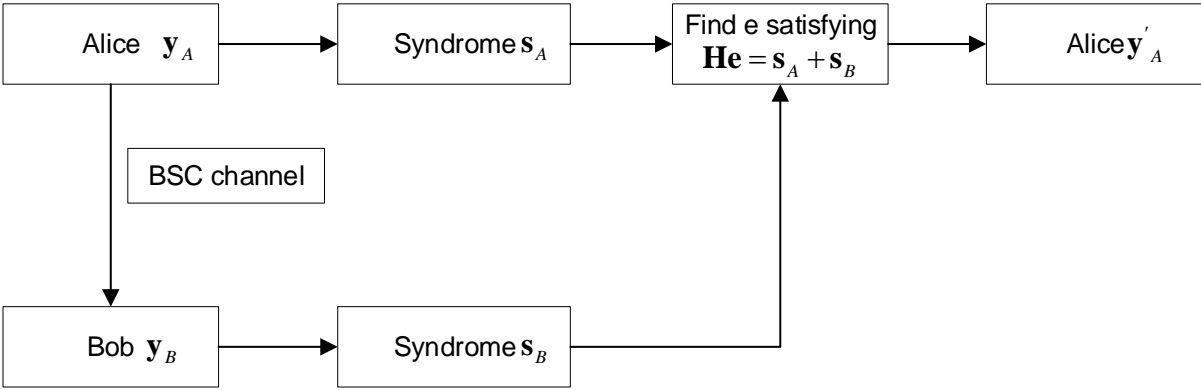 Alice y_A
Syndrome s_A
Find e satisfying
He = s_A + s_B
Alice y'_A
BSC channel
Bob y_B
Syndrome s_B